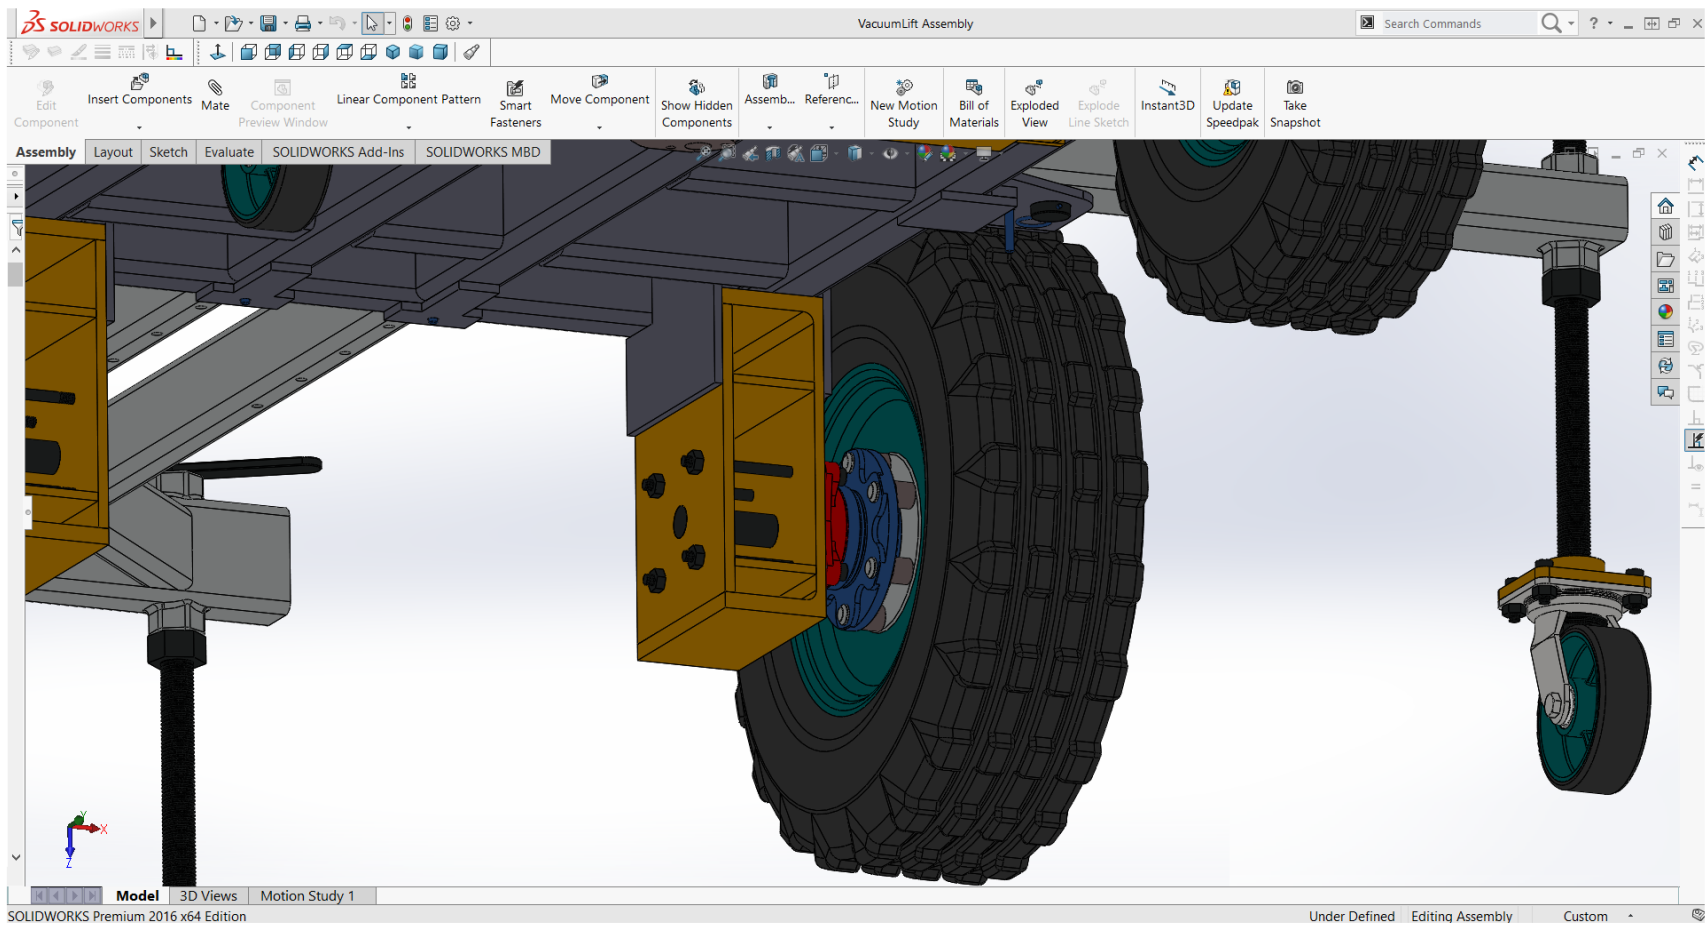 SOLIDWORKS
VacuumLift Assembly
Search Commands
?
Edit Component
Insert Components
Mate
Component Preview Window
Linear Component Pattern
Smart Fasteners
Move Component
Show Hidden Components
Assemb...
Referenc...
New Motion Study
Bill of Materials
Exploded View
Explode Line Sketch
Instant3D
Update Speedpak
Take Snapshot
Assembly
Layout
Sketch
Evaluate
SOLIDWORKS Add-Ins
SOLIDWORKS MBD
Y
X
Z
Model
3D Views
Motion Study 1
SOLIDWORKS Premium 2016 x64 Edition
Under Defined
Editing Assembly
Custom